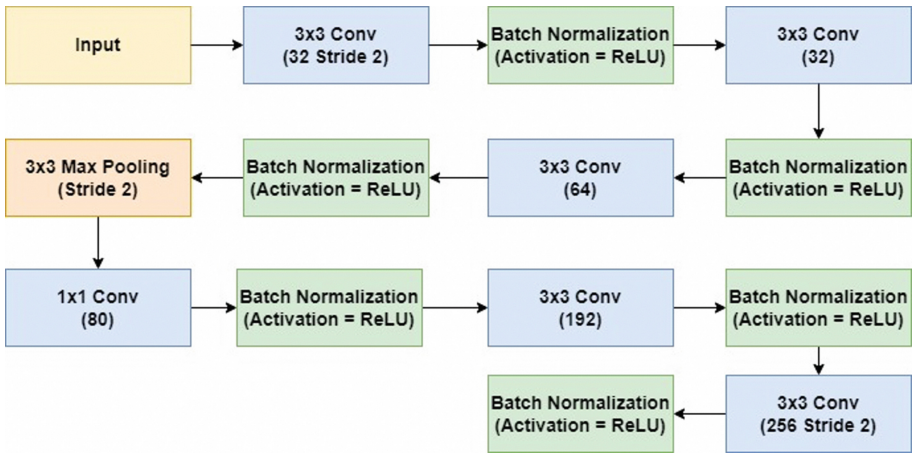 Input
3x3 Conv
(32 Stride 2)
Batch Normalization
(Activation = ReLU)
3x3 Conv
(32)
Batch Normalization
(Activation = ReLU)
3x3 Conv
(64)
Batch Normalization
(Activation = ReLU)
3x3 Max Pooling
(Stride 2)
1x1 Conv
(80)
Batch Normalization
(Activation = ReLU)
3x3 Conv
(192)
Batch Normalization
(Activation = ReLU)
3x3 Conv
(256 Stride 2)
Batch Normalization
(Activation = ReLU)